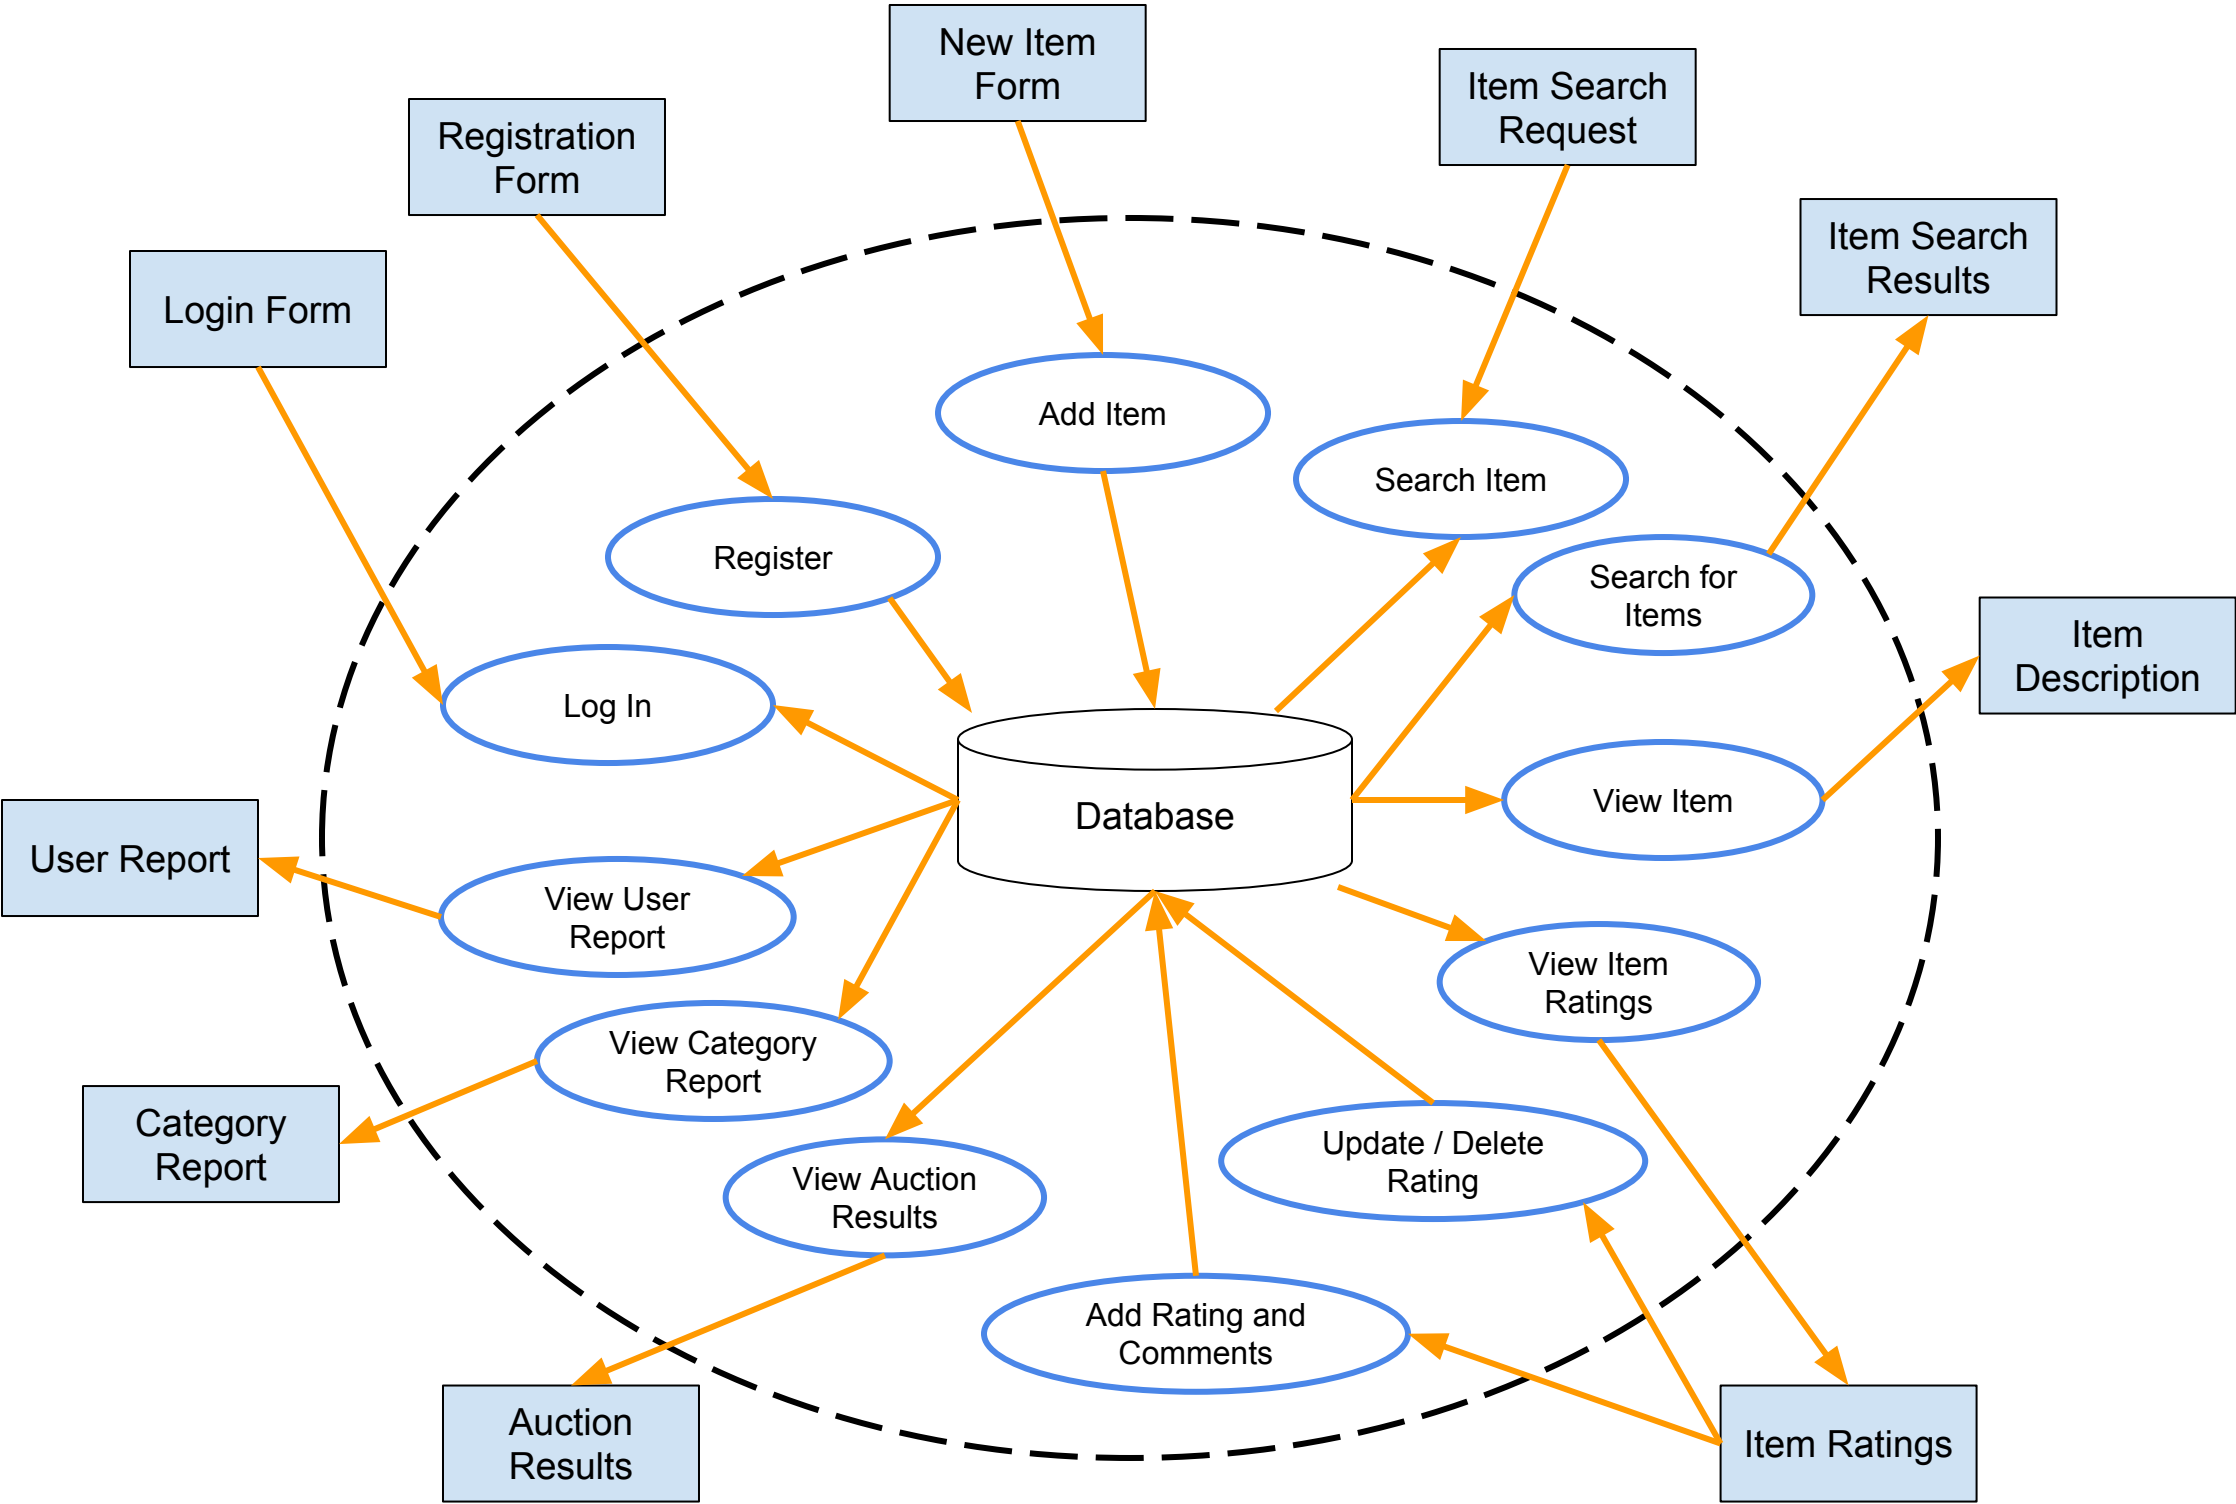 New Item
Form
Item Search
Request
Registration
Form
Item Search
Results
Login Form
Add Item
Search Item
Register
Search for
Items
Item
Description
Log In
Database
View Item
User Report
View User
Report
View Item
Ratings
View Category
Report
Category
Report
Update / Delete
Rating
View Auction
Results
Add Rating and
Comments
Auction
Results
Item Ratings